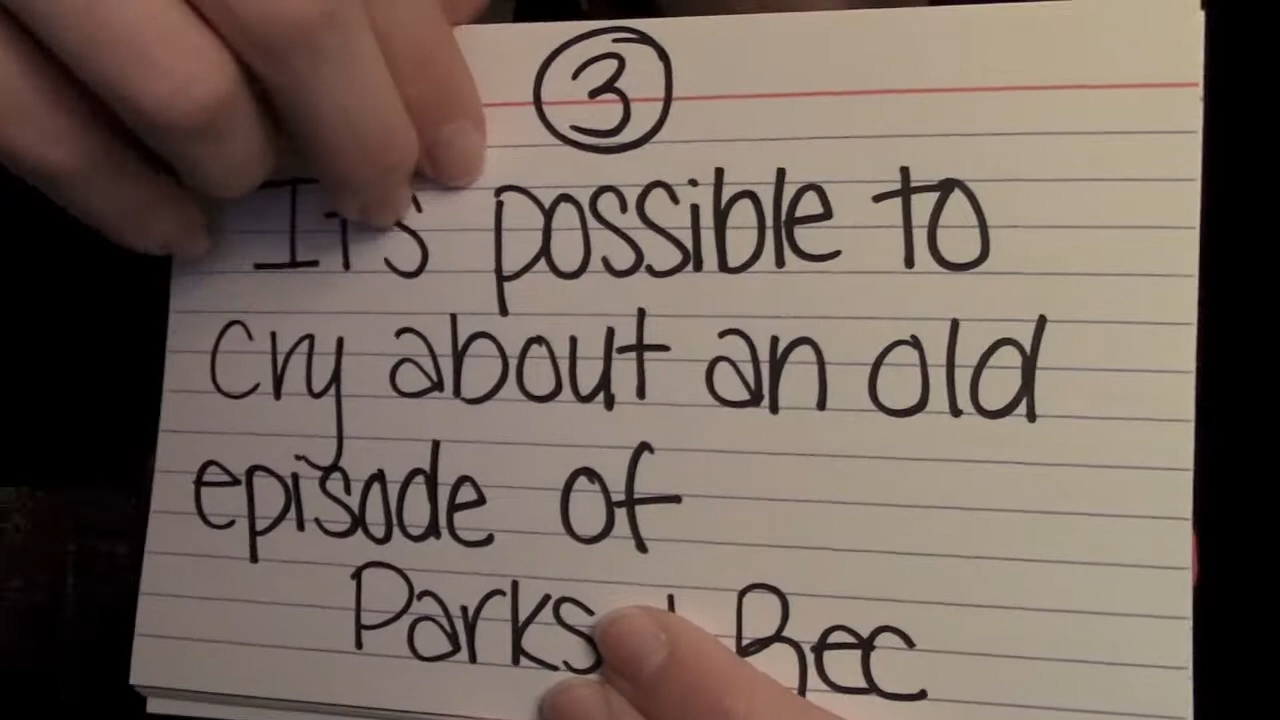 3
It's possible to
cry about an old
episode of
Parks + Rec